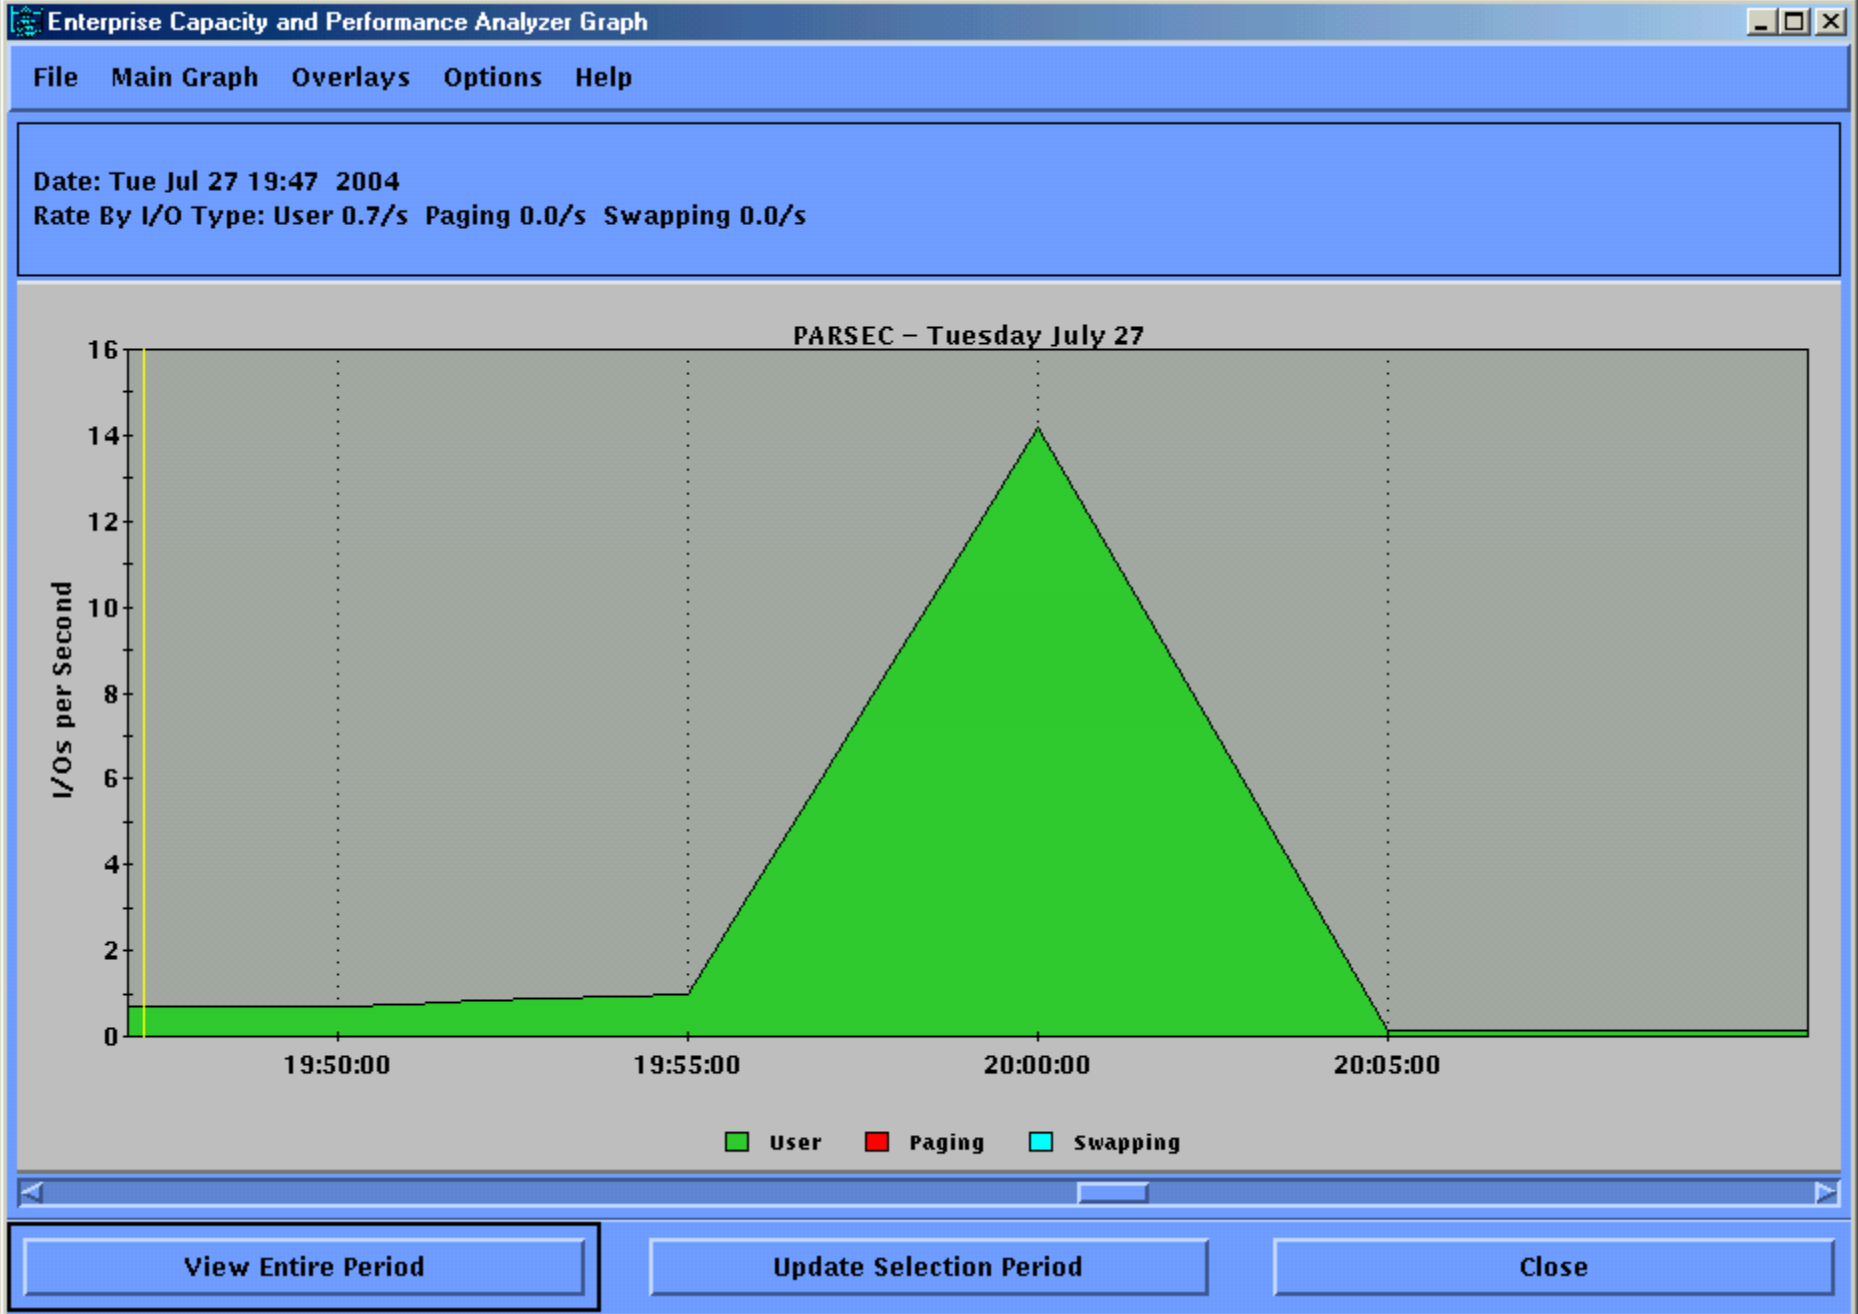 Enterprise Capacity and Performance Analyzer Graph
File Main Graph Overlays Options Help
Date: Tue Jul 27 19:47 2004
Rate By I/O Type: User 0.7/s Paging 0.0/s Swapping 0.0/s
PARSEC – Tuesday July 27
16
14
12
10
8
6
4
2
0
I/Os per Second
19:50:00 19:55:00 20:00:00 20:05:00
User Paging Swapping
View Entire Period Update Selection Period Close